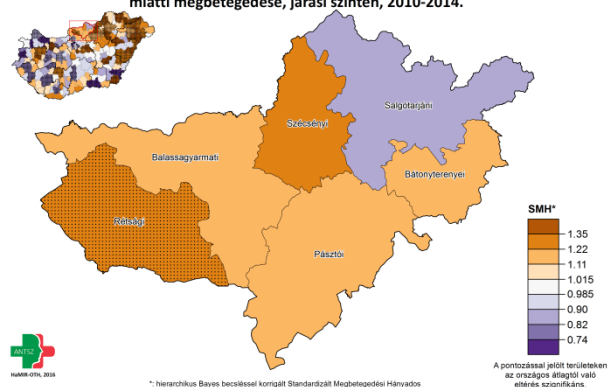 miatti megbetegedése, járási szinten, 2010-2014.
Szécsényi
Salgótarjáni
Balassagyarmati
Bátonyterenyei
Rétsági
Pásztói
SMH*
1.35
1.22
1.11
1.015
0.985
0.90
0.82
0.74
ANTSZ
HaMIR-OTH, 2016
A pontozással jelölt területeken
az országos átlagtól való
eltérés szignifikáns.
*: hierarchikus Bayes becsléssel korrigált Standardizált Megbetegedési Hányados